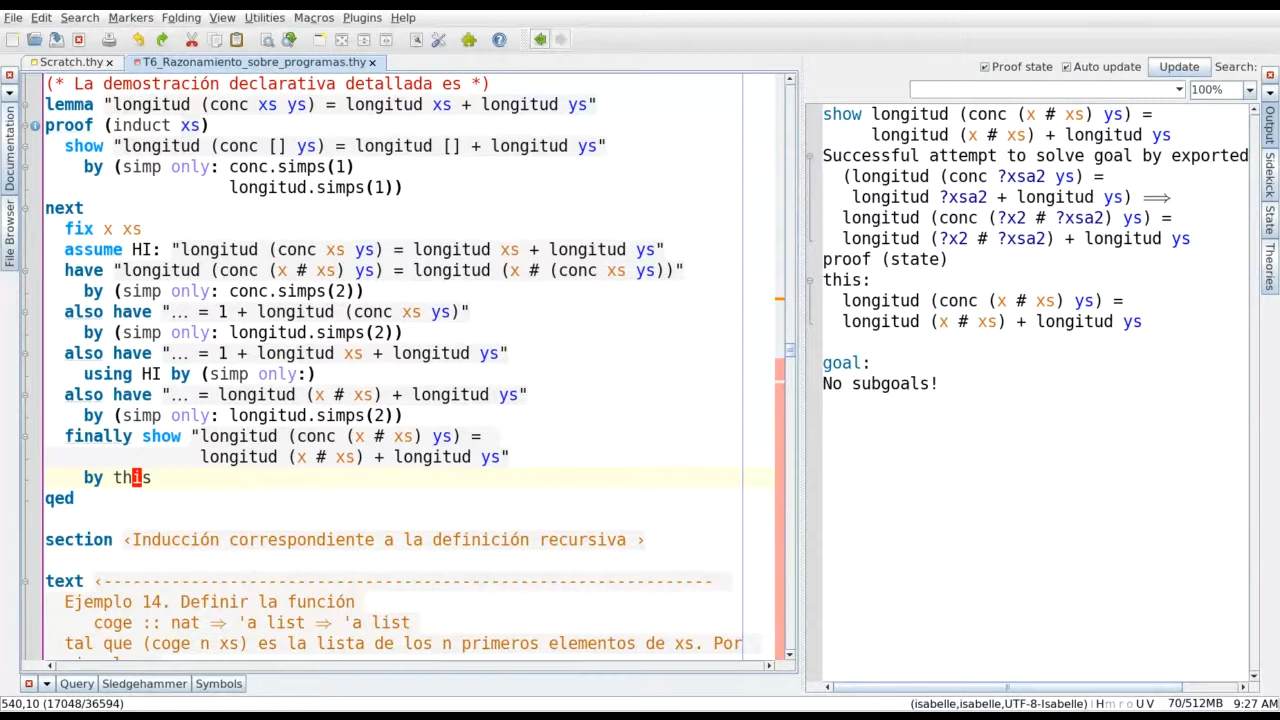 File Edit Search Markers Folding View Utilities Macros Plugins Help
Scratch.thy
T6_Razonamiento_sobre_programas.thy
Proof state Auto update Update Search:
100%
Documentation
File Browser
(* La demostración declarativa detallada es *)
lemma "longitud (conc xs ys) = longitud xs + longitud ys"
proof (induct xs)
show "longitud (conc [] ys) = longitud [] + longitud ys"
by (simp only: conc.simps(1)
longitud.simps(1))
next
fix x xs
assume HI: "longitud (conc xs ys) = longitud xs + longitud ys"
have "longitud (conc (x # xs) ys) = longitud (x # (conc xs ys))"
by (simp only: conc.simps(2))
also have "... = 1 + longitud (conc xs ys)"
by (simp only: longitud.simps(2))
also have "... = 1 + longitud xs + longitud ys"
using HI by (simp only:)
also have "... = longitud (x # xs) + longitud ys"
by (simp only: longitud.simps(2))
finally show "longitud (conc (x # xs) ys) =
longitud (x # xs) + longitud ys"
by this
qed
section ‹Inducción correspondiente a la definición recursiva ›
text ‹---------------------------------------------------------------
Ejemplo 14. Definir la función
coge :: nat ⇒ 'a list ⇒ 'a list
tal que (coge n xs) es la lista de los n primeros elementos de xs. Por
show longitud (conc (x # xs) ys) =
longitud (x # xs) + longitud ys
Successful attempt to solve goal by exported
(longitud (conc ?xsa2 ys) =
longitud ?xsa2 + longitud ys) ⟹
longitud (conc (?x2 # ?xsa2) ys) =
longitud (?x2 # ?xsa2) + longitud ys
proof (state)
this:
longitud (conc (x # xs) ys) =
longitud (x # xs) + longitud ys
goal:
No subgoals!
Output
Sidekick
State
Theories
Query Sledgehammer Symbols
540,10 (17048/36594)
(isabelle,isabelle,UTF-8-Isabelle) | H m r o U V 70/512MB 9:27 AM